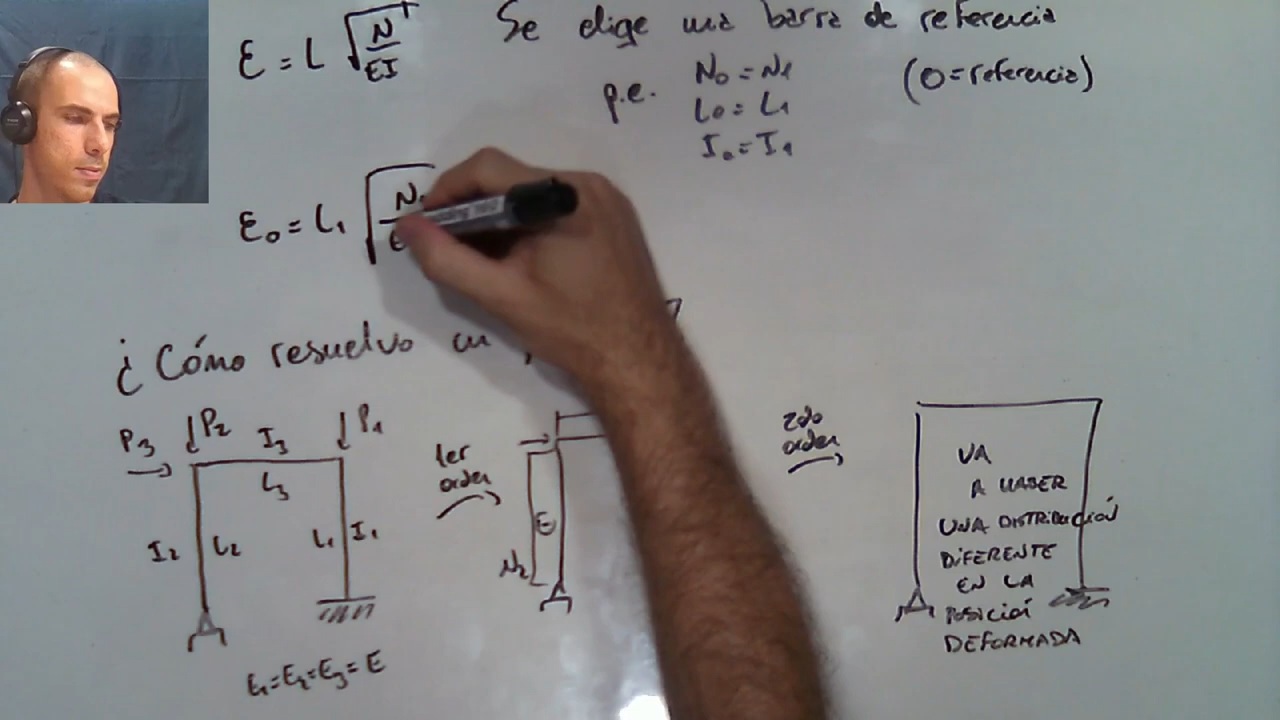 Ɛ = L √(N/EI)
Se elige una barra de referencia
p.e. N₀ = N₁ (0 = referencia)
L₀ = L₁
I₀ = I₁
Ɛ₀ = L₁
¿Cómo resuelvo un
P₃ P₂ P₁
I₃
L₃
I₂ L₂ L₁ I₁
E₁=E₂=E₃=E
1er
orden
E
N₂
2do
orden
VA
A HABER
UNA DISTRIBUCIÓN
DIFERENTE
EN LA
POSICIÓN
DEFORMADA